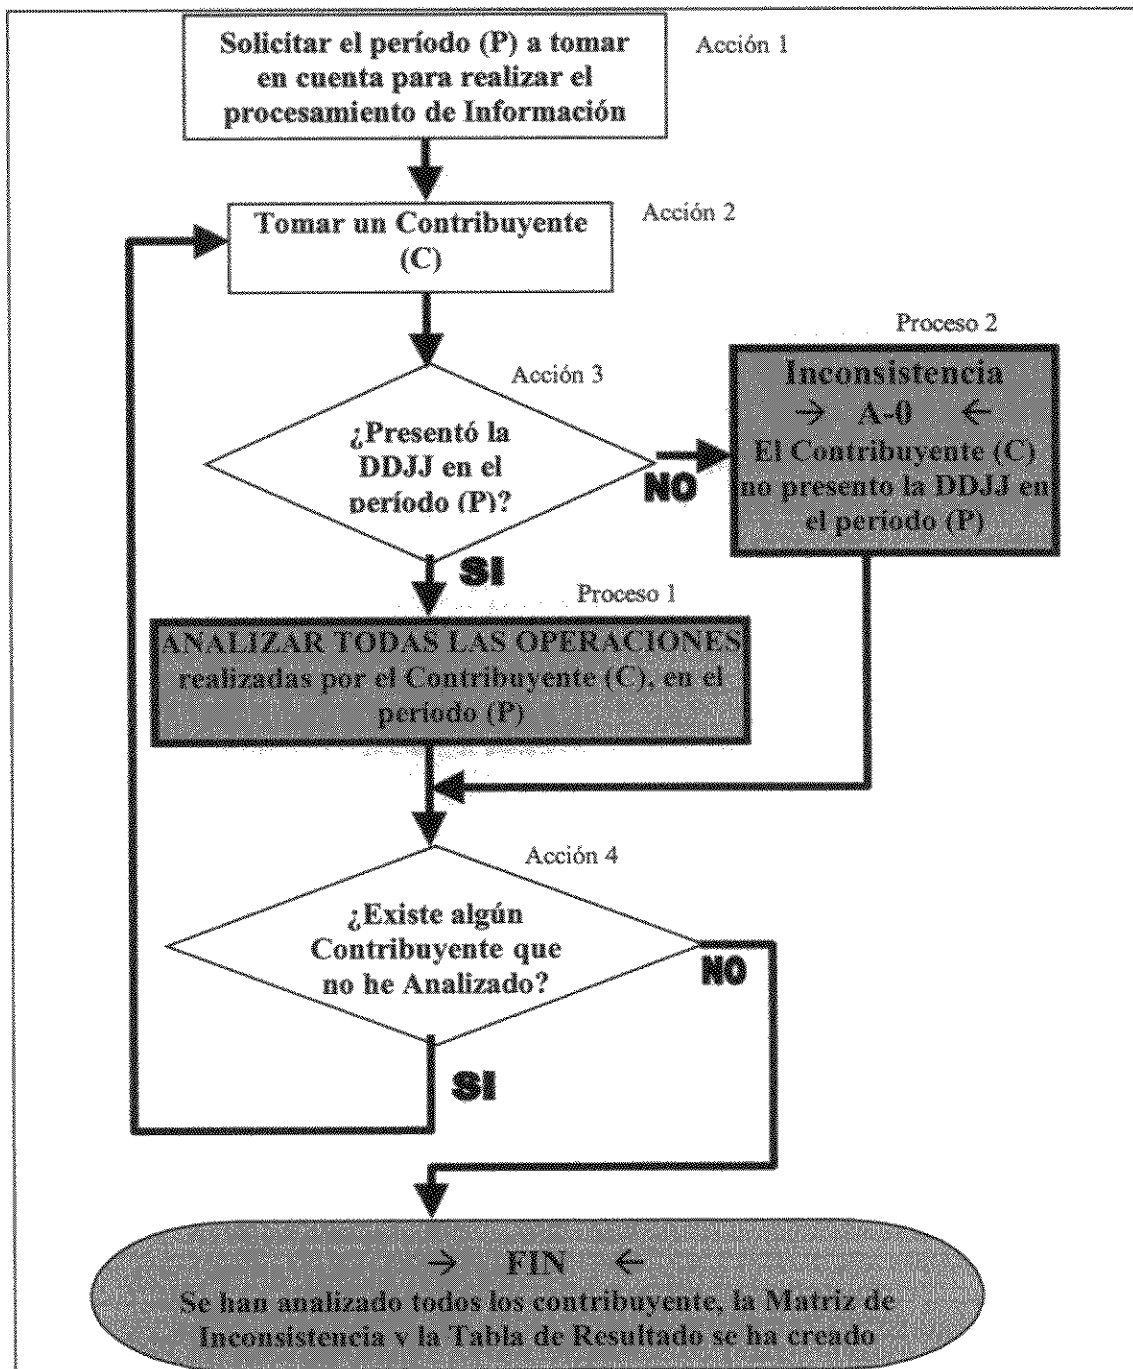 Solicitar el período (P) a tomar
en cuenta para realizar el
procesamiento de Información
Acción 1
Tomar un Contribuyente
(C)
Acción 2
Acción 3
¿Presentó la
DDJJ en el
período (P)?
NO
SI
Proceso 2
Inconsistencia
→ A-0 ←
El Contribuyente (C)
no presento la DDJJ en
el período (P)
Proceso 1
ANALIZAR TODAS LAS OPERACIONES
realizadas por el Contribuyente (C), en el
período (P)
Acción 4
¿Existe algún
Contribuyente que
no he Analizado?
NO
SI
→ FIN ←
Se han analizado todos los contribuyente, la Matriz de
Inconsistencia y la Tabla de Resultado se ha creado